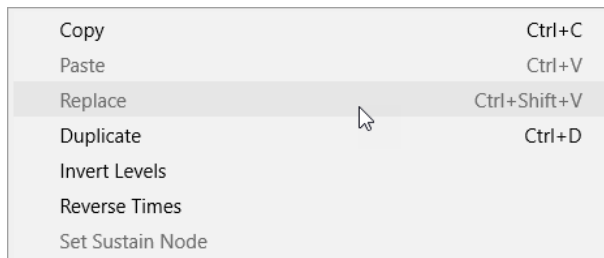 Copy Ctrl+C
Paste Ctrl+V
Replace Ctrl+Shift+V
Duplicate Ctrl+D
Invert Levels
Reverse Times
Set Sustain Node